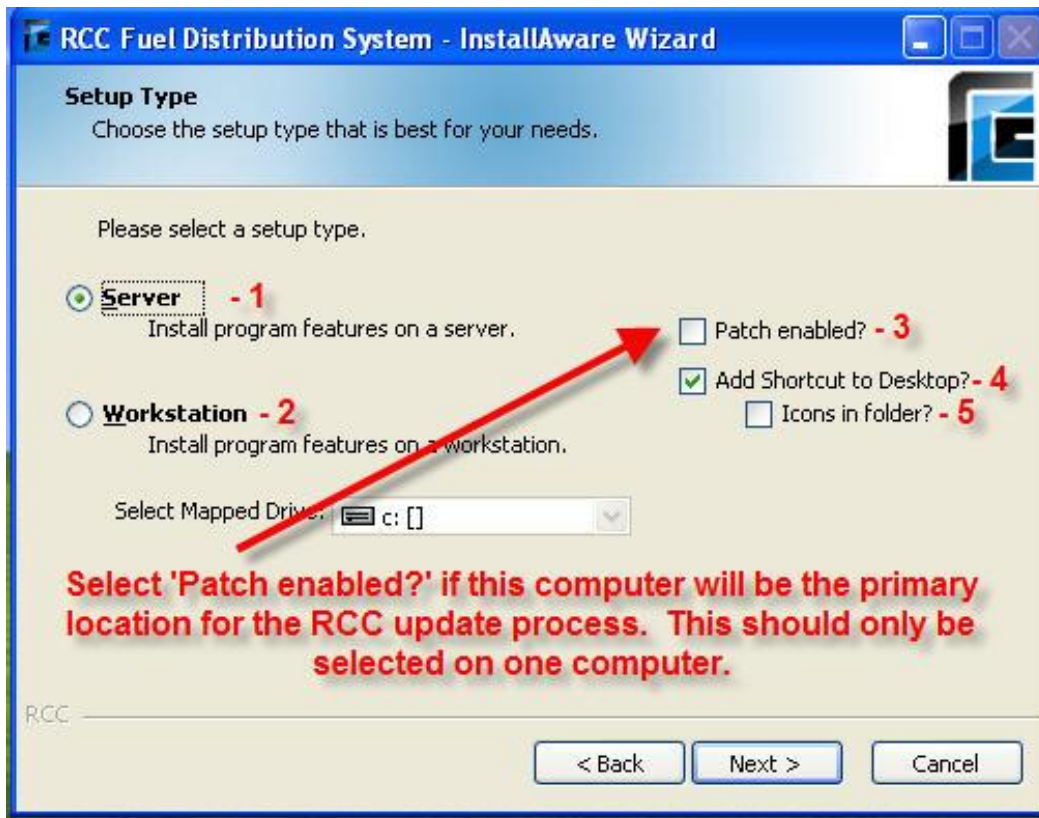 RCC Fuel Distribution System - InstallAware Wizard
Setup Type
Choose the setup type that is best for your needs.
Please select a setup type.
Server - 1
Install program features on a server.
Patch enabled? - 3
Add Shortcut to Desktop? - 4
Workstation - 2
Icons in folder? - 5
Install program features on a workstation.
Select Mapped Drive: c: []
Select 'Patch enabled?' if this computer will be the primary
location for the RCC update process. This should only be
selected on one computer.
RCC
< Back Next > Cancel